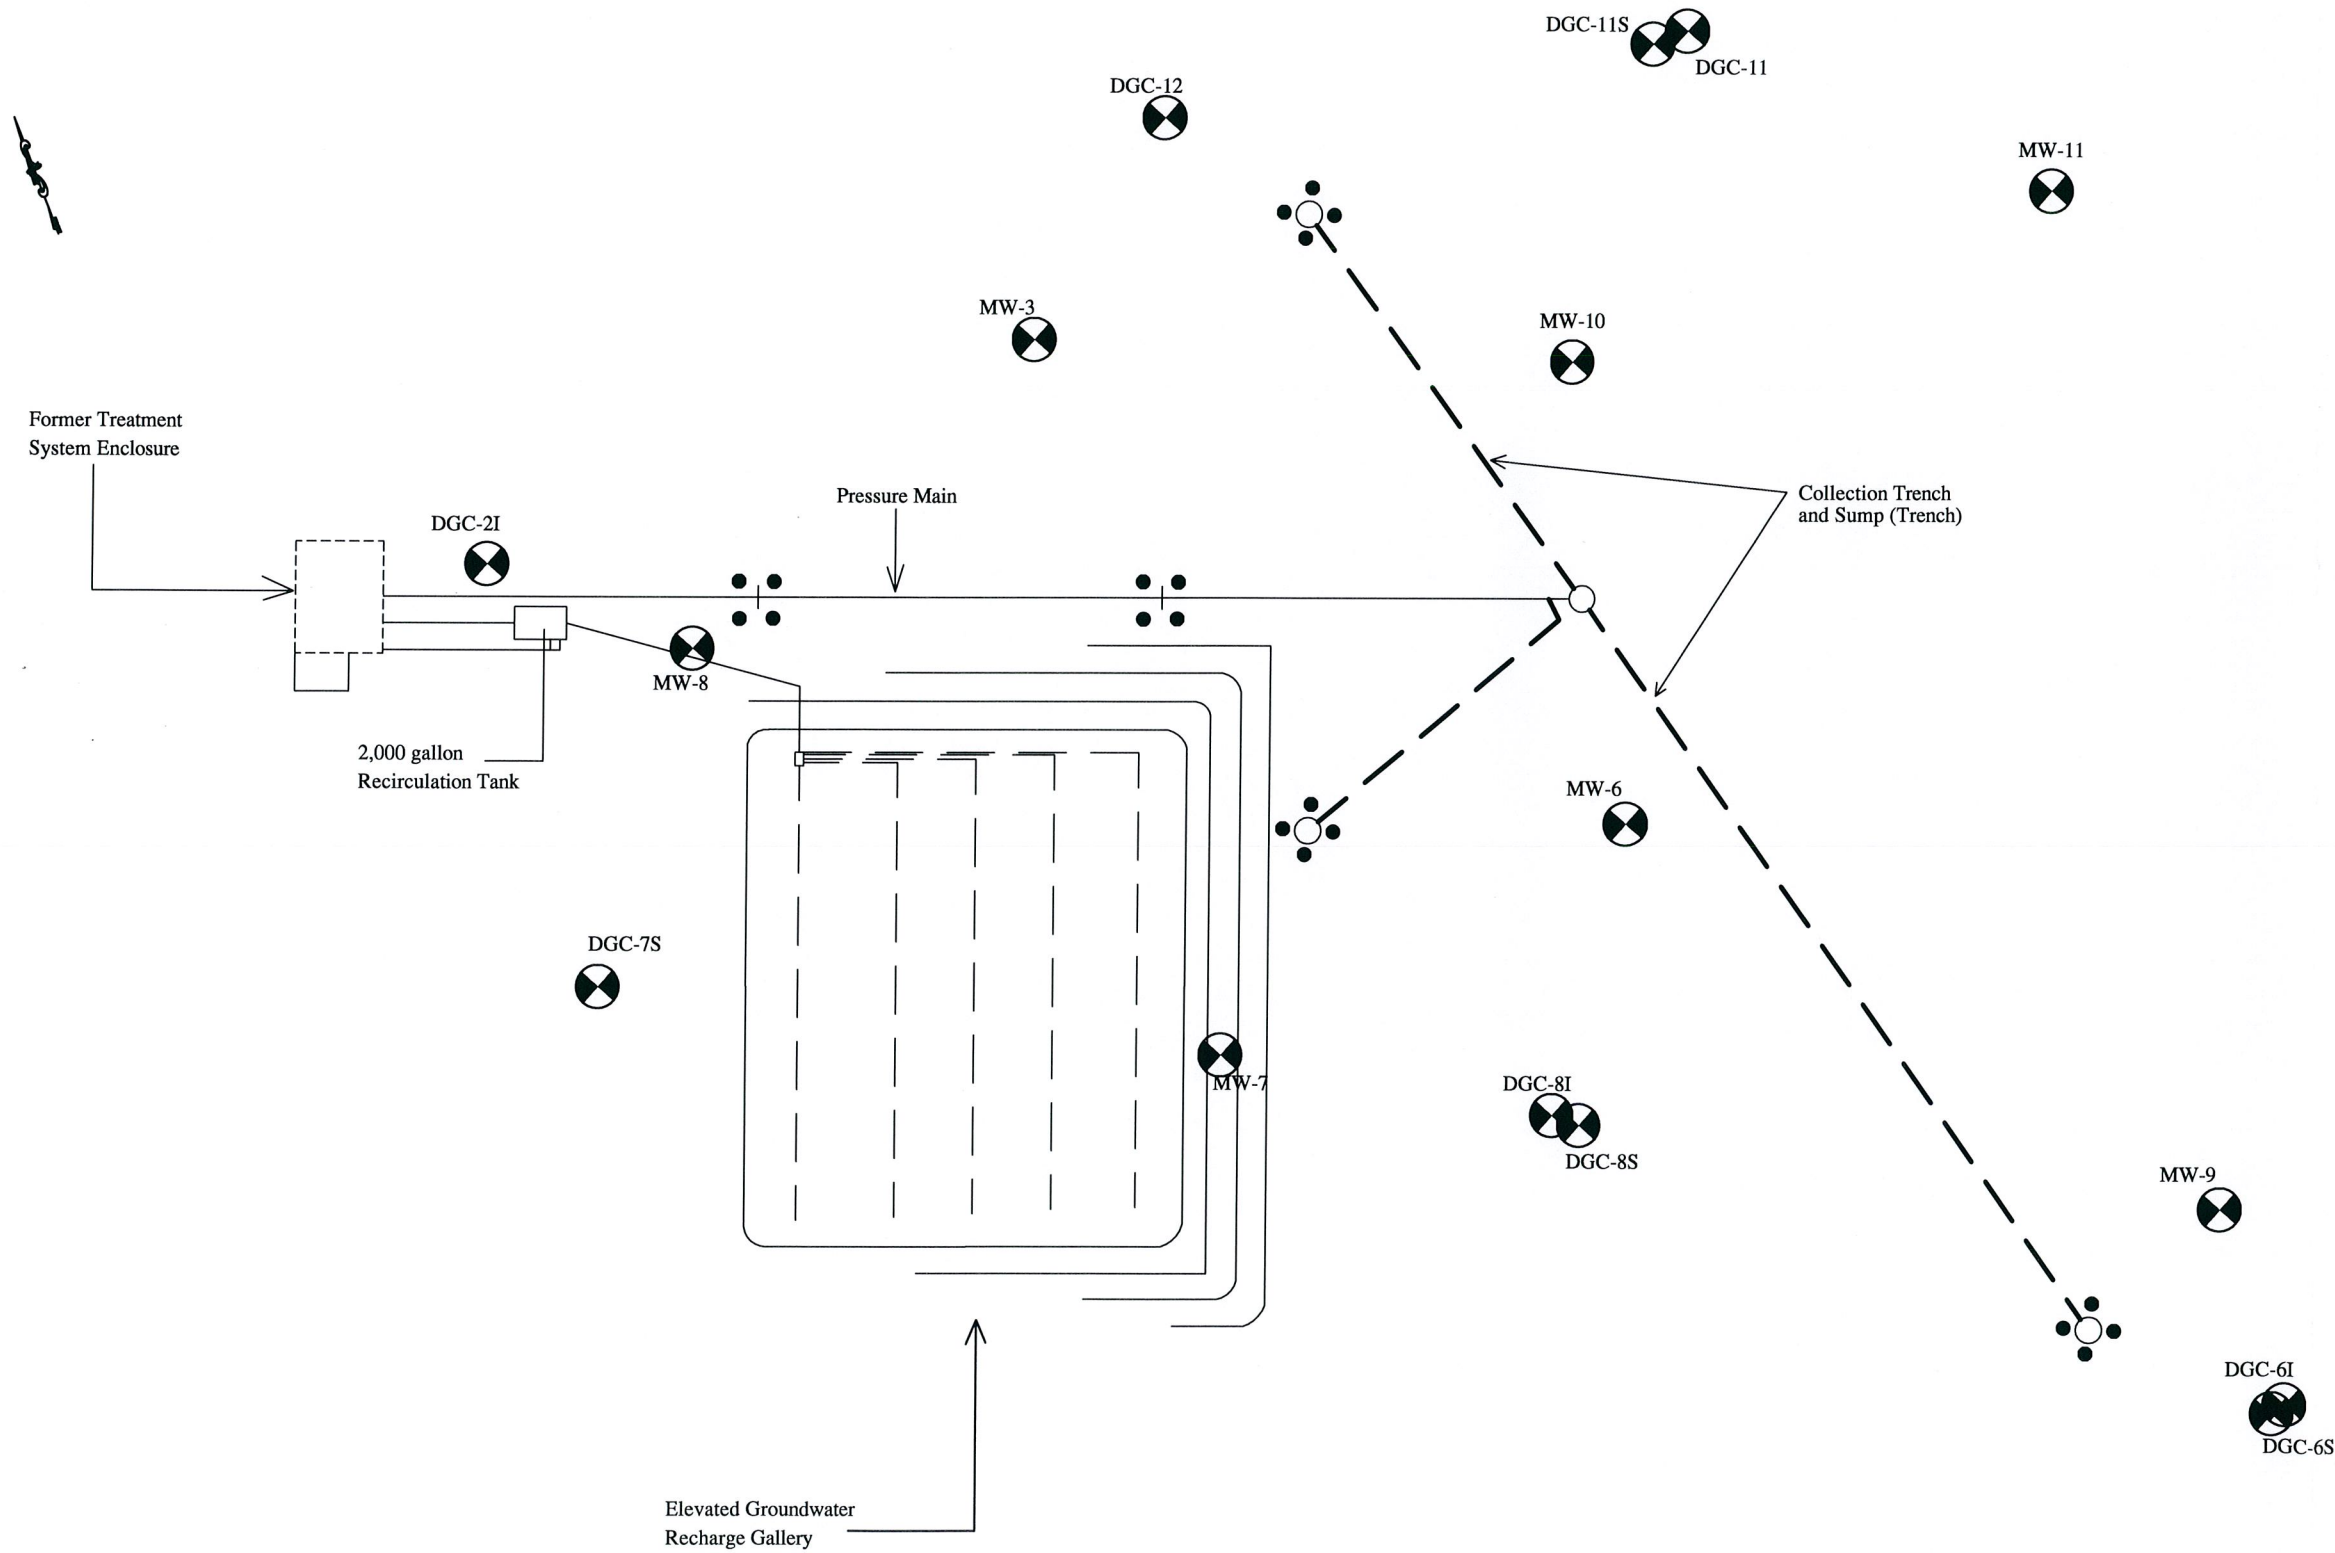 DGC-11S
DGC-11
DGC-12
MW-11
MW-3
MW-10
Former Treatment
System Enclosure
Pressure Main
Collection Trench
and Sump (Trench)
DGC-2I
MW-8
2,000 gallon
Recirculation Tank
MW-6
DGC-7S
MW-7
DGC-8I
DGC-8S
MW-9
DGC-6I
DGC-6S
Elevated Groundwater
Recharge Gallery